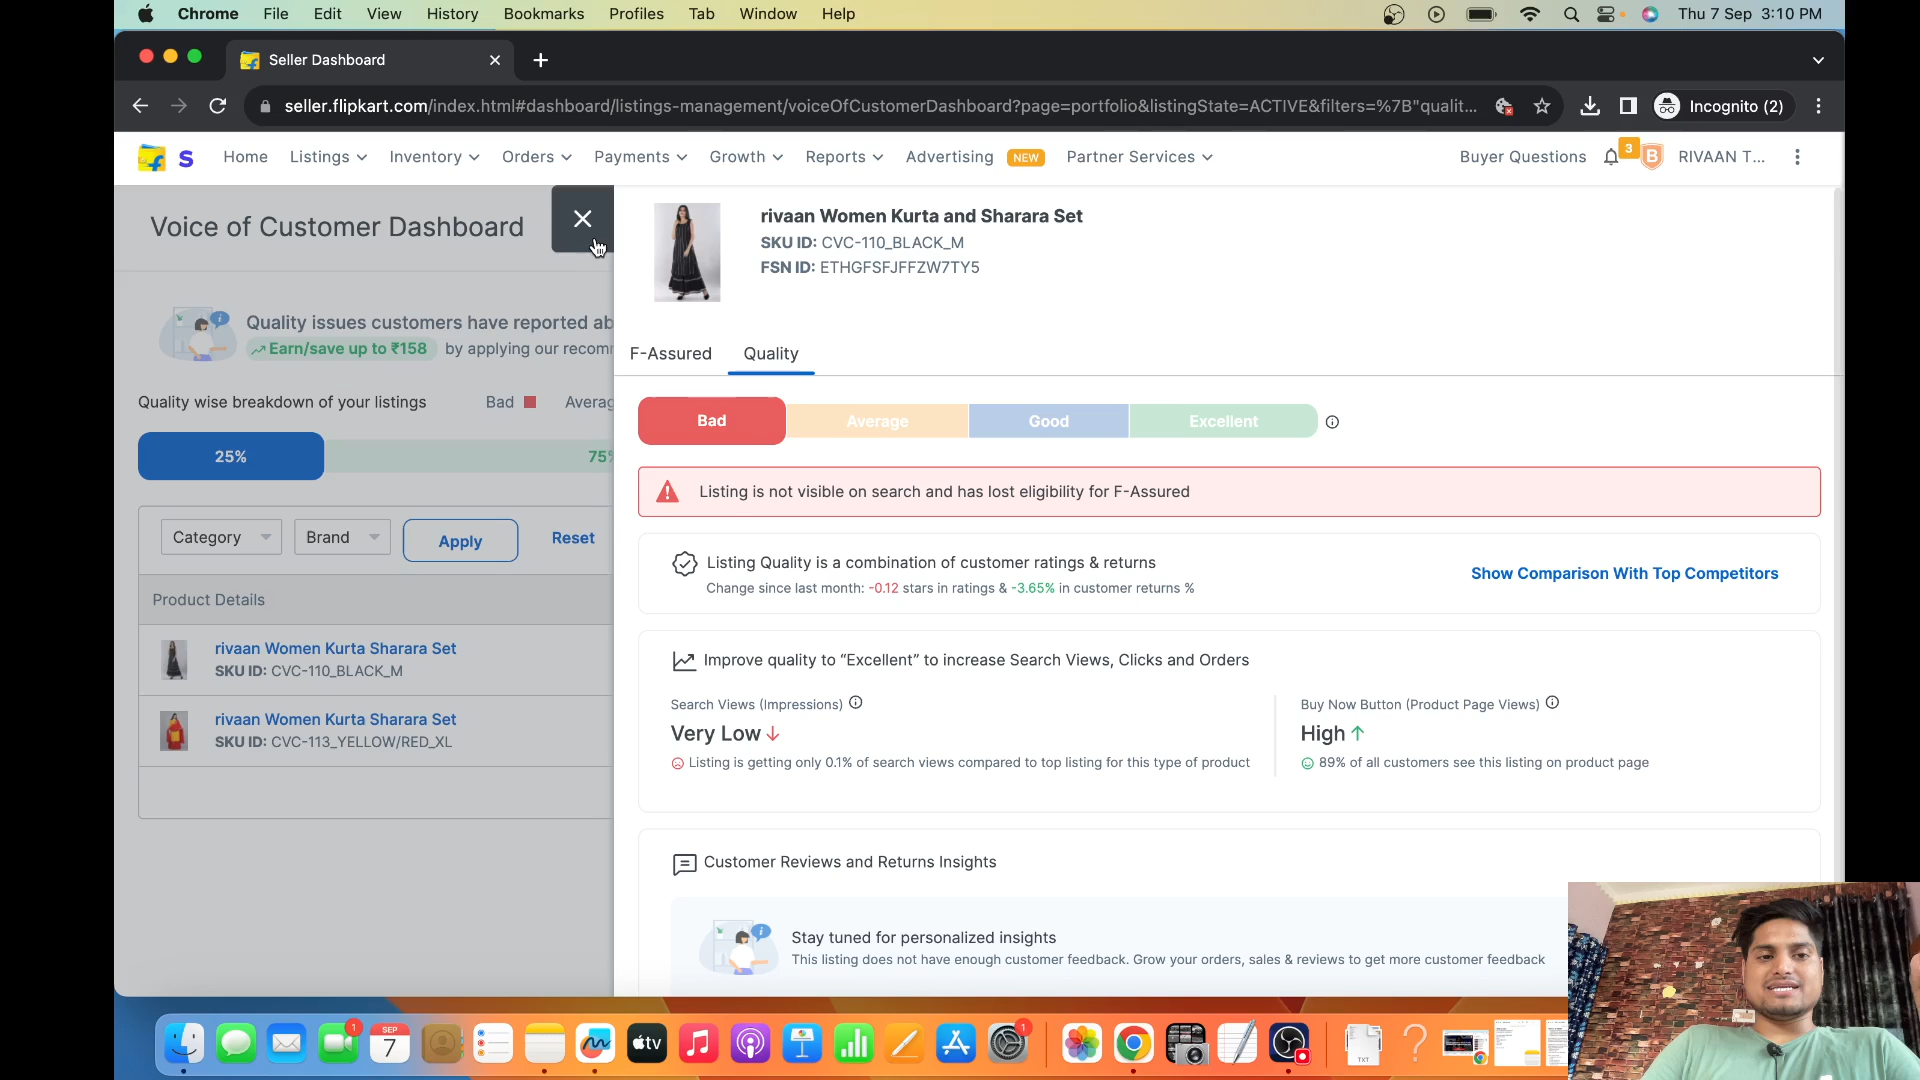 Chrome File Edit View History Bookmarks Profiles Tab Window Help Thu 7 Sep 3:10 PM
Seller Dashboard
seller.flipkart.com/index.html#dashboard/listings-management/voiceOfCustomerDashboard?page=portfolio&listingState=ACTIVE&filters=%7B"qualit... Incognito (2)
S Home Listings Inventory Orders Payments Growth Reports Advertising NEW Partner Services Buyer Questions 3 B RIVAAN T...
Voice of Customer Dashboard
rivaan Women Kurta and Sharara Set
SKU ID: CVC-110_BLACK_M
FSN ID: ETHGFSFJFFZW7TY5
Quality issues customers have reported ab
Earn/save up to ₹158 by applying our recomm
F-Assured Quality
Quality wise breakdown of your listings Bad Averag
25% 75%
Bad Average Good Excellent
Listing is not visible on search and has lost eligibility for F-Assured
Category Brand Apply Reset
Listing Quality is a combination of customer ratings & returns
Change since last month: -0.12 stars in ratings & -3.65% in customer returns %
Show Comparison With Top Competitors
Product Details
rivaan Women Kurta Sharara Set
SKU ID: CVC-110_BLACK_M
rivaan Women Kurta Sharara Set
SKU ID: CVC-113_YELLOW/RED_XL
Improve quality to “Excellent” to increase Search Views, Clicks and Orders
Search Views (Impressions)
Very Low
Listing is getting only 0.1% of search views compared to top listing for this type of product
Buy Now Button (Product Page Views)
High
89% of all customers see this listing on product page
Customer Reviews and Returns Insights
Stay tuned for personalized insights
This listing does not have enough customer feedback. Grow your orders, sales & reviews to get more customer feedback
1 SEP 7 tv 1 TXT